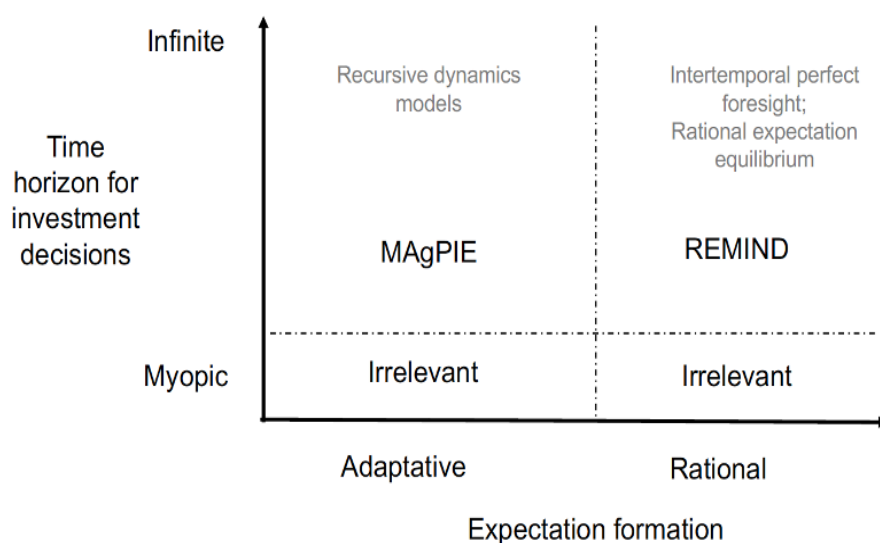 Infinite
Recursive dynamics
models
Intertemporal perfect
foresight;
Rational expectation
equilibrium
Time
horizon for
investment
decisions
MAgPIE
REMIND
Myopic
Irrelevant
Irrelevant
Adaptative
Rational
Expectation formation